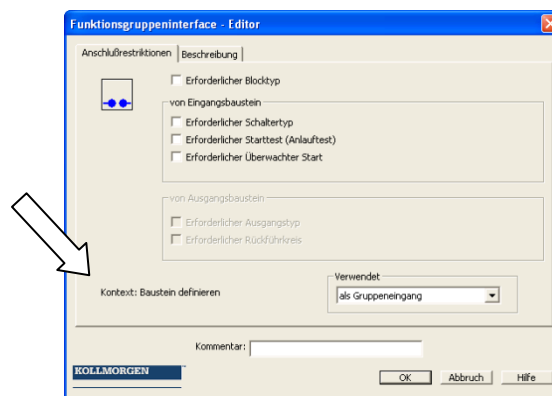 Funktionsgruppeninterface - Editor
Anschlußrestriktionen
Beschreibung
Erforderlicher Blocktyp
von Eingangsbaustein
Erforderlicher Schaltertyp
Erforderlicher Starttest (Anlauftest)
Erforderlicher Überwachter Start
von Ausgangsbaustein
Erforderlicher Ausgangstyp
Erforderlicher Rückführkreis
Verwendet
Kontext: Baustein definieren
als Gruppeneingang
Kommentar:
KOLLMORGEN
OK
Abbruch
Hilfe